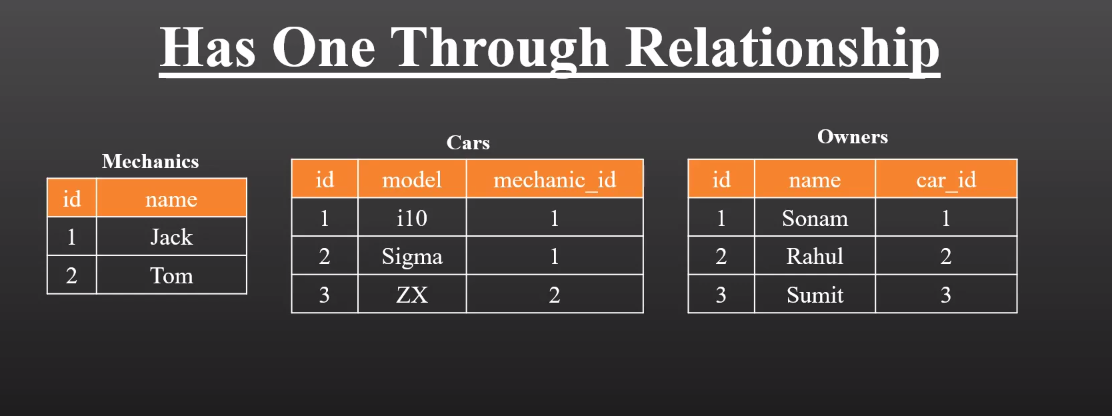 Has One Through Relationship
Mechanics
id name
1 Jack
2 Tom
Cars
id model mechanic_id
1 i10 1
2 Sigma 1
3 ZX 2
Owners
id name car_id
1 Sonam 1
2 Rahul 2
3 Sumit 3